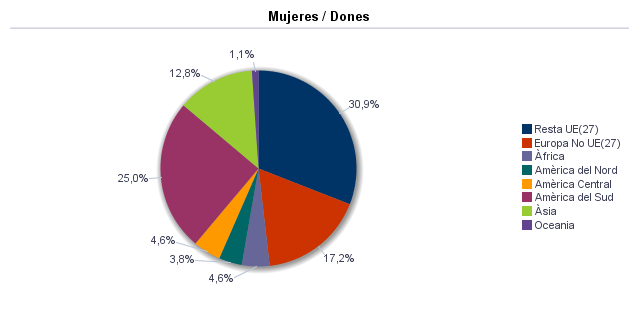 Mujeres / Dones
1,1%
12,8%
30,9%
25,0%
4,6%
3,8%
4,6%
17,2%
Resta UE(27)
Europa No UE(27)
Àfrica
Amèrica del Nord
Amèrica Central
Amèrica del Sud
Àsia
Oceania